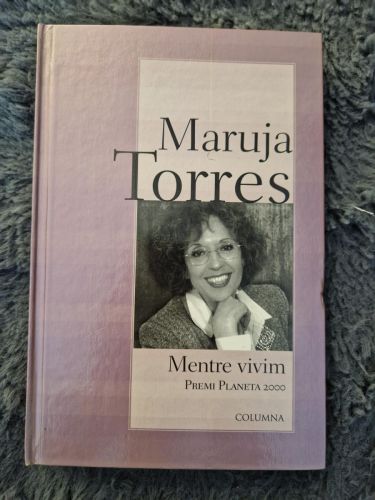 Maruja
Torres
Mentre vivim
PREMI PLANETA 2000
COLUMNA